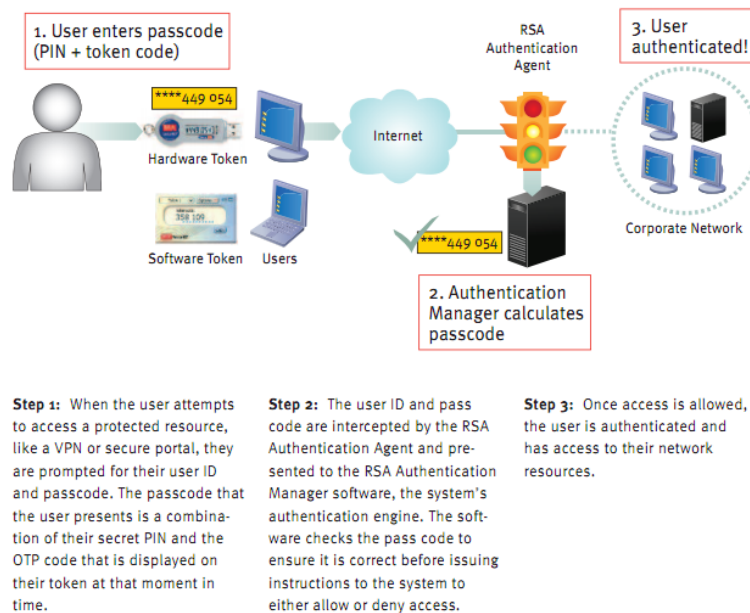 1. User enters passcode
(PIN + token code)
RSA
Authentication
Agent
3. User
authenticated!
****449 054
Internet
Hardware Token
358 109
Software Token
Users
****449 054
Corporate Network
2. Authentication
Manager calculates
passcode
Step 1: When the user attempts
to access a protected resource,
like a VPN or secure portal, they
are prompted for their user ID
and passcode. The passcode that
the user presents is a combina-
tion of their secret PIN and the
OTP code that is displayed on
their token at that moment in
time.
Step 2: The user ID and pass
code are intercepted by the RSA
Authentication Agent and pre-
sented to the RSA Authentication
Manager software, the system's
authentication engine. The soft-
ware checks the pass code to
ensure it is correct before issuing
instructions to the system to
either allow or deny access.
Step 3: Once access is allowed,
the user is authenticated and
has access to their network
resources.